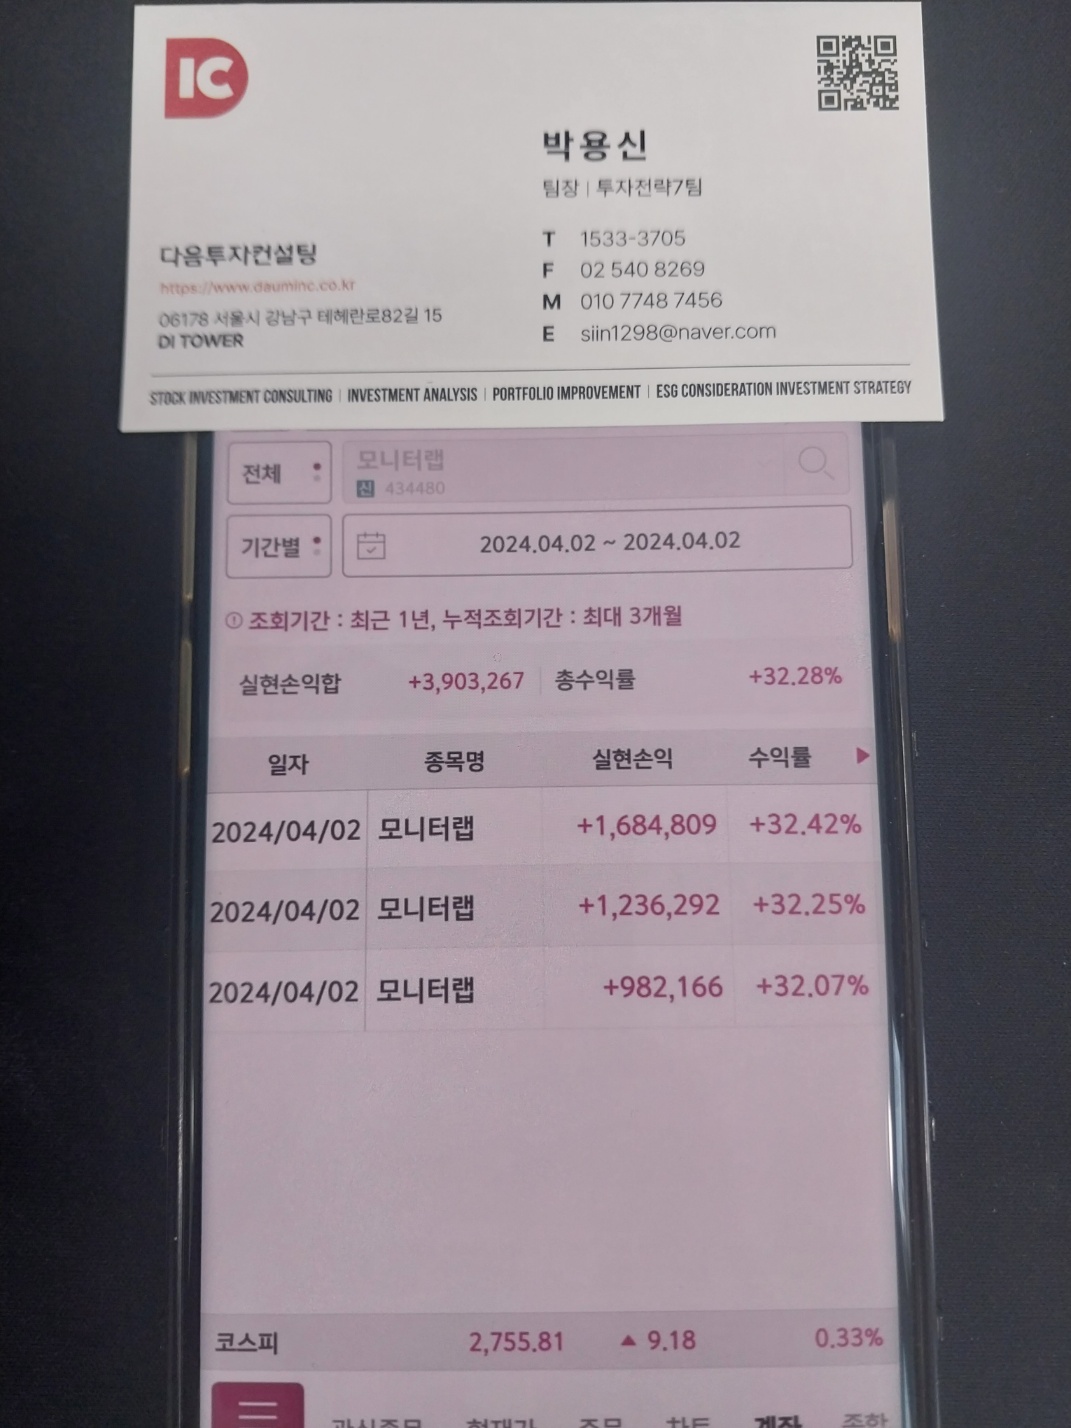 IC
박용신
팀장 | 투자전략7팀
다음투자컨설팅
https://www.dauminc.co.kr
06178 서울시 강남구 테헤란로82길 15
DI TOWER
T 1533-3705
F 02 540 8269
M 010 7748 7456
E siin1298@naver.com
STOCK INVESTMENT CONSULTING | INVESTMENT ANALYSIS | PORTFOLIO IMPROVEMENT | ESG CONSIDERATION INVESTMENT STRATEGY
전체 모니터랩
신 434480
기간별 2024.04.02 ~ 2024.04.02
조회기간 : 최근 1년, 누적조회기간 : 최대 3개월
실현손익합 +3,903,267 총수익률 +32.28%
일자 종목명 실현손익 수익률
2024/04/02 모니터랩 +1,684,809 +32.42%
2024/04/02 모니터랩 +1,236,292 +32.25%
2024/04/02 모니터랩 +982,166 +32.07%
코스피 2,755.81 ▲ 9.18 0.33%
관심종목 현재가 주문 차트 계좌 종합